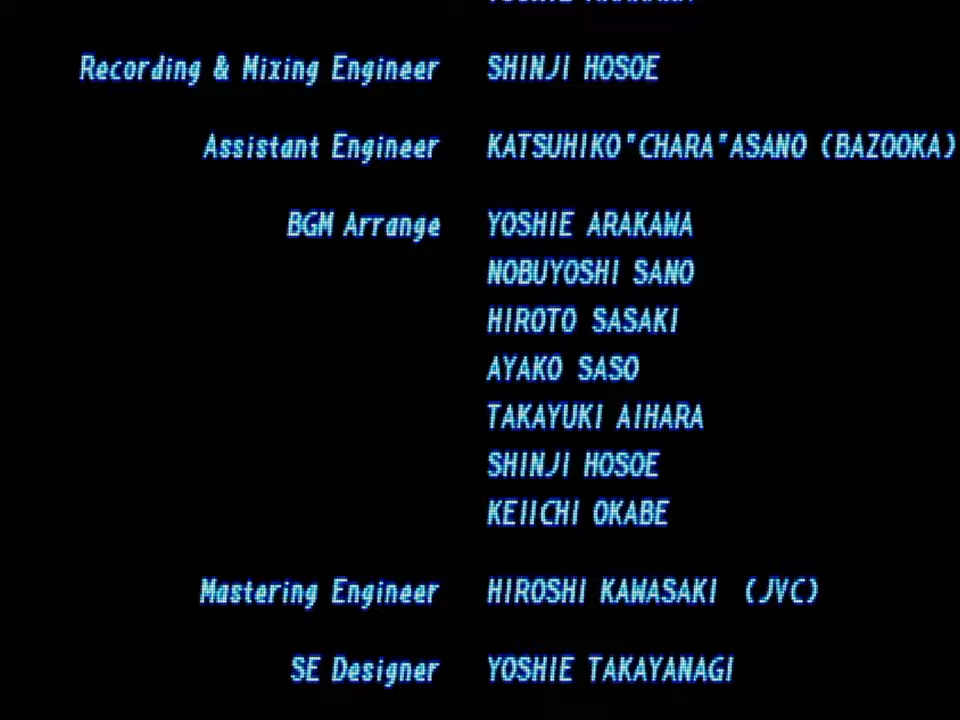 Recording & Mixing Engineer SHINJI HOSOE
Assistant Engineer KATSUHIKO"CHARA"ASANO (BAZOOKA)
BGM Arrange YOSHIE ARAKAWA
NOBUYOSHI SANO
HIROTO SASAKI
AYAKO SASO
TAKAYUKI AIHARA
SHINJI HOSOE
KEIICHI OKABE
Mastering Engineer HIROSHI KAWASAKI (JVC)
SE Designer YOSHIE TAKAYANAGI